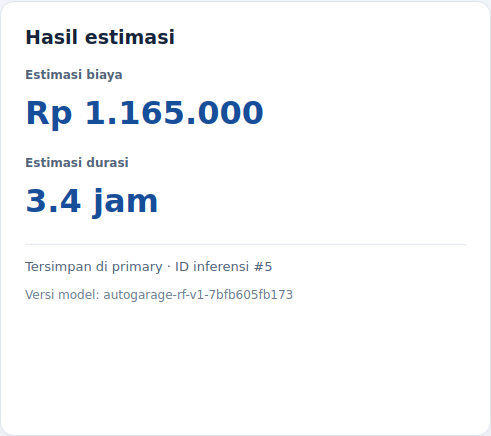 Hasil estimasi
Estimasi biaya
Rp 1.165.000
Estimasi durasi
3.4 jam
Tersimpan di primary · ID inferensi #5
Versi model: autogarage-rf-v1-7bfb605fb173